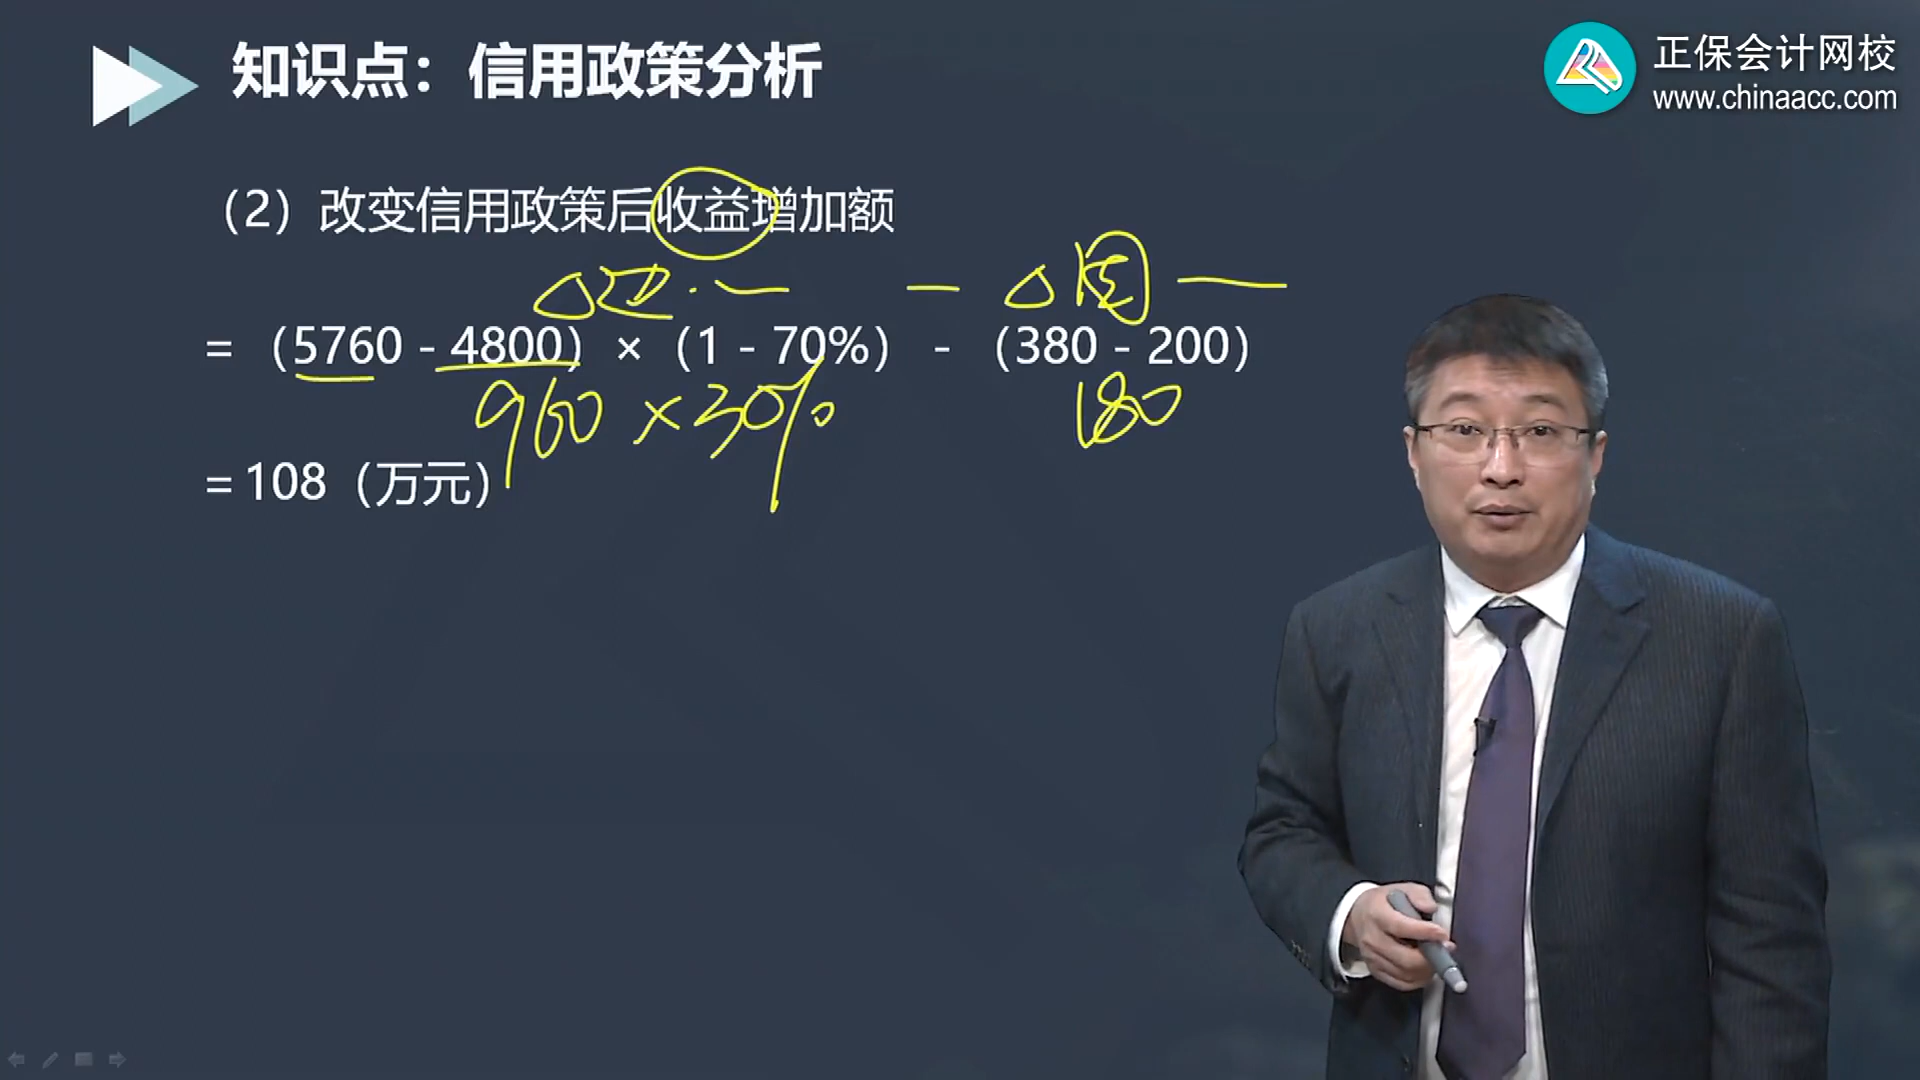 知识点：信用政策分析
正保会计网校
www.chinaacc.com
（2）改变信用政策后收益增加额
△边·— — △固—
=（5760 - 4800）×（1 - 70%）-（380 - 200）
960×30% 180
=108（万元）